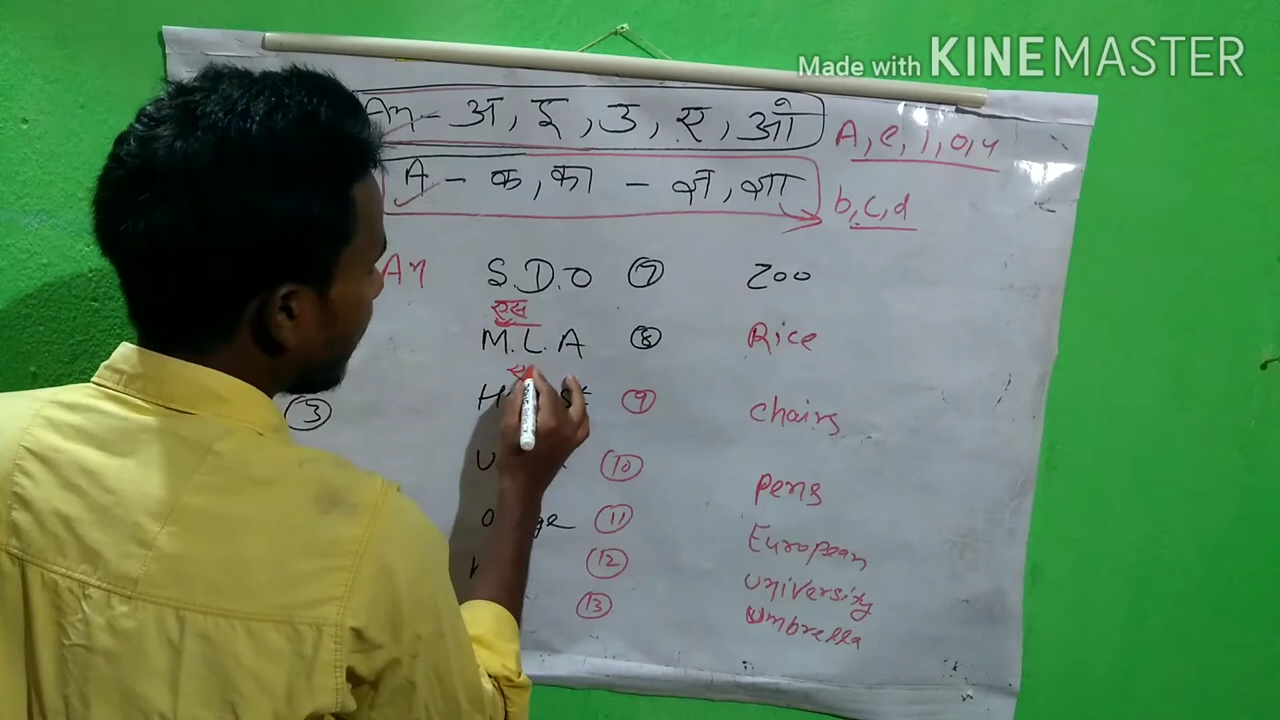 Made with KINEMASTER
An - अ, इ, उ, ए, ओ
A, e, i, o, u
A - क, का - ज्ञ, ज्ञा
b, c, d
An S.D.O ⑦ Zoo
एस
M.L.A ⑧ Rice
③ ⑨ chairs
⑩ pens
⑪ European
⑫ university
⑬ umbrella